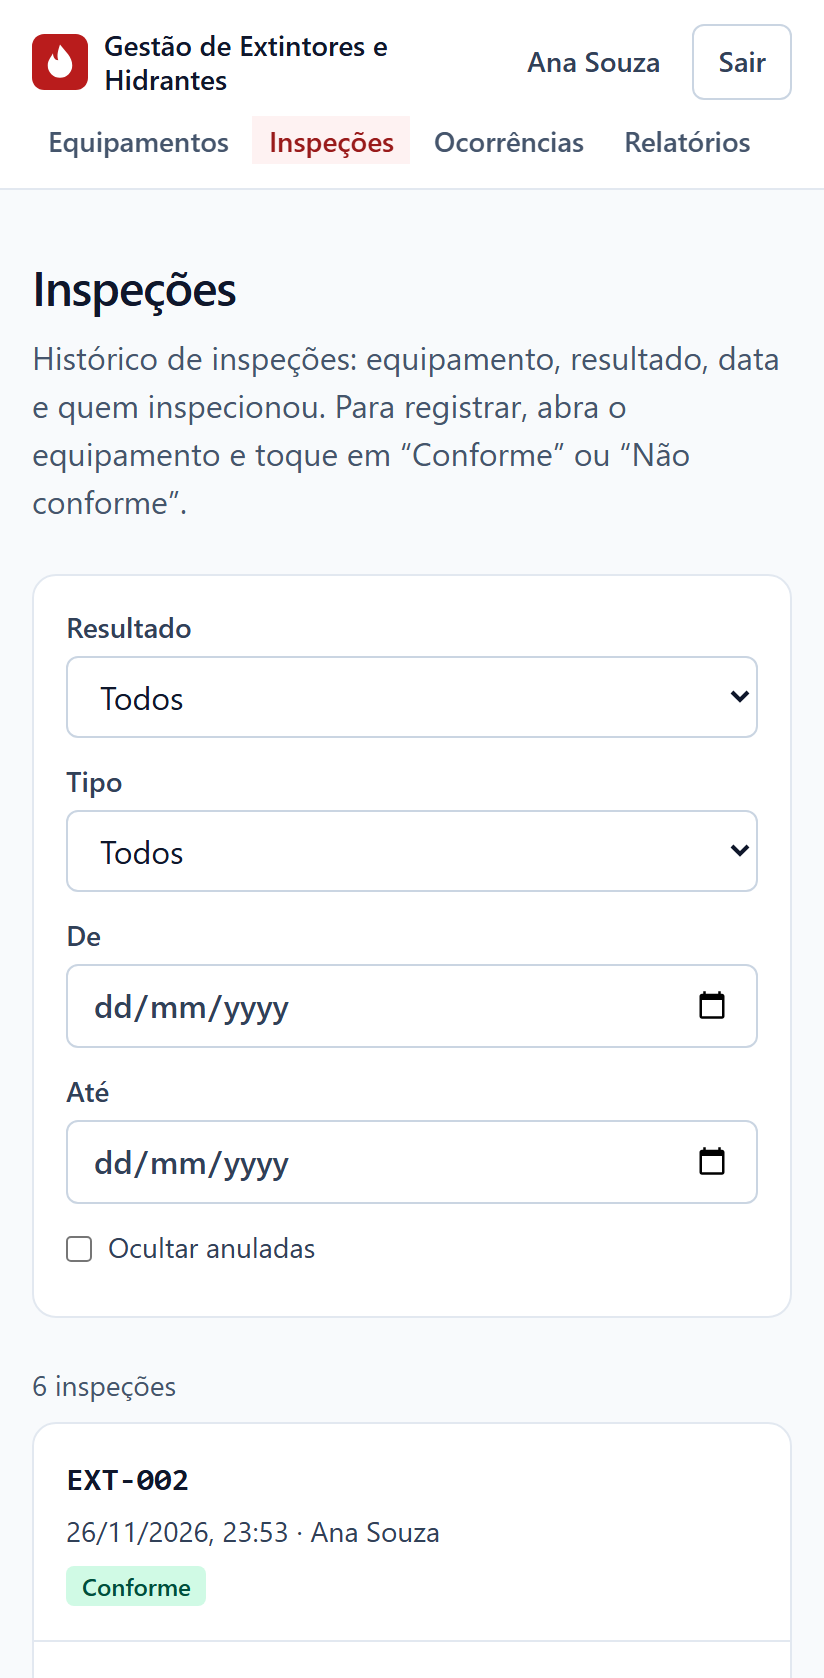 Gestão de Extintores e
Hidrantes
Ana Souza
Sair
Equipamentos
Inspeções
Ocorrências
Relatórios
Inspeções
Histórico de inspeções: equipamento, resultado, data
e quem inspecionou. Para registrar, abra o
equipamento e toque em “Conforme” ou “Não
conforme”.
Resultado
Todos
Tipo
Todos
De
dd/mm/yyyy
Até
dd/mm/yyyy
Ocultar anuladas
6 inspeções
EXT-002
26/11/2026, 23:53 · Ana Souza
Conforme